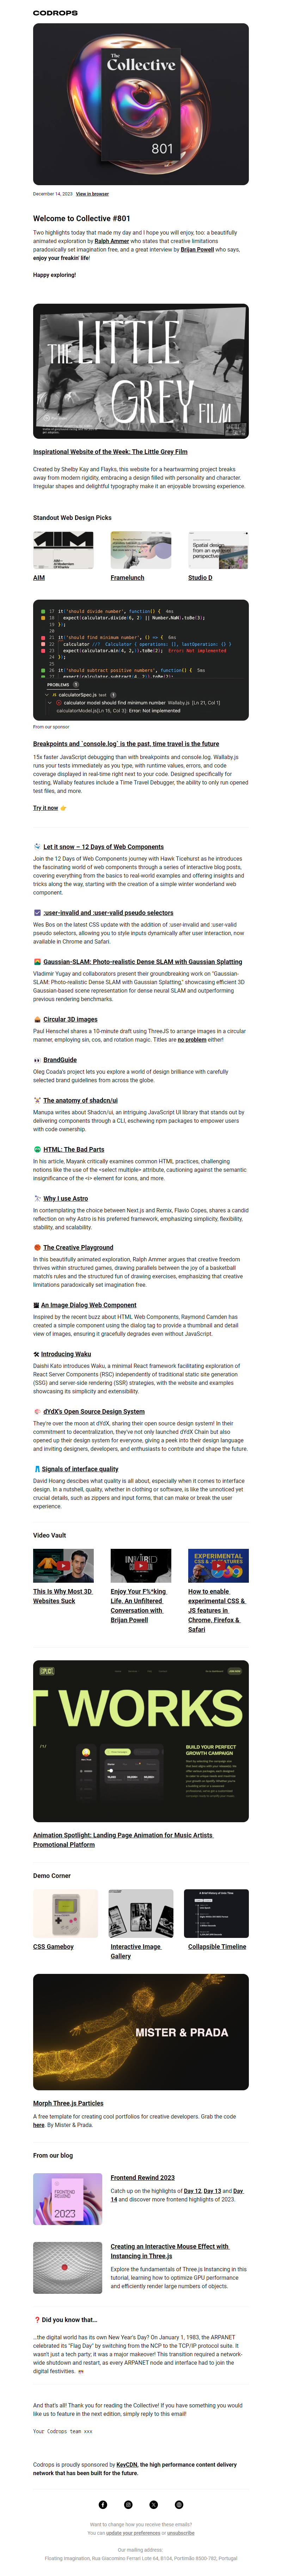 CODROPS
The
Collective
801
December 14, 2023 View in browser
Welcome to Collective #801
Two highlights today that made my day and I hope you will enjoy, too: a beautifully
animated exploration by Ralph Ammer who states that creative limitations
paradoxically set imagination free, and a great interview by Brijan Powell who says,
enjoy your freakin' life!
Happy exploring!
THE LITTLE
GREY FILM
Inspirational Website of the Week: The Little Grey Film
Created by Shelby Kay and Flayks, this website for a heartwarming project breaks
away from modern rigidity, embracing a design filled with personality and character.
Irregular shapes and delightful typography make it an enjoyable browsing experience.
Standout Web Design Picks
AIM
Spatial design
from an eye
perspective
AIM
Framelunch
Studio D
17 it("should divide number", function() { 4ms
18 expect(calculator.divide(6, 2) || Number.NaN).toBe(3);
19 });
20
21 it("should find minimum number", () => { 6ms
22 calculator
23 expect(calculator.min(4, 2,)).toBe(2); Error: Not implemented
24 });
25
26 it("should subtract positive numbers", function() { 5ms
27
PROBLEMS 1
calculatorSpec.js test 1
calculator model should find minimum number Wallaby.js [Ln 21, Col 1]
calculatorModel.js[Ln 15, Col 3]: Error: Not implemented
From our sponsor
Breakpoints and `console.log` is the past, time travel is the future
15x faster JavaScript debugging than with breakpoints and console.log. Wallaby.js
runs your tests immediately as you type, with runtime values, errors, and code
coverage displayed in real-time right next to your code. Designed specifically for
testing, Wallaby features include a Time Travel Debugger, the ability to only run opened
test files, and more.
Try it now 👉
Let it snow – 12 Days of Web Components
Join the 12 Days of Web Components journey with Hawk Ticehurst as he introduces
the fascinating world of web components through a series of interactive blog posts,
covering everything from the basics to real-world examples and offering insights and
tricks along the way, starting with the creation of a simple winter wonderland web
component.
:user-invalid and :user-valid pseudo selectors
Wes Bos on the latest CSS update with the addition of :user-invalid and :user-valid
pseudo selectors, allowing you to style inputs dynamically after user interaction, now
available in Chrome and Safari.
Gaussian-SLAM: Photo-realistic Dense SLAM with Gaussian Splatting
Vladimir Yugay and collaborators present their groundbreaking work on "Gaussian-
SLAM: Photo-realistic Dense SLAM with Gaussian Splatting," showcasing efficient 3D
Gaussian-based scene representation for dense neural SLAM and outperforming
previous rendering benchmarks.
Circular 3D images
Paul Henschel shares a 10-minute draft using ThreeJS to arrange images in a circular
manner, employing sin, cos, and rotation magic. Titles are no problem either!
👀 BrandGuide
Oleg Coada's project lets you explore a world of design brilliance with carefully
selected brand guidelines from across the globe.
The anatomy of shadcn/ui
Manupa writes about Shadcn/ui, an intriguing JavaScript UI library that stands out by
delivering components through a CLI, eschewing npm packages to empower users
with code ownership.
HTML: The Bad Parts
In his article, Mayank critically examines common HTML practices, challenging
notions like the use of the <select multiple> attribute, cautioning against the semantic
insignificance of the <i> element for icons, and more.
Why I use Astro
In contemplating the choice between Next.js and Remix, Flavio Copes, shares a candid
reflection on why Astro is his preferred framework, emphasizing simplicity, flexibility,
stability, and scalability.
🏀 The Creative Playground
In this beautifully animated exploration, Ralph Ammer argues that creative freedom
thrives within structured games, drawing parallels between the joy of a basketball
match's rules and the structured fun of drawing exercises, emphasizing that creative
limitations paradoxically set imagination free.
An Image Dialog Web Component
Inspired by the recent buzz about HTML Web Components, Raymond Camden has
created a simple component using the dialog tag to provide a thumbnail and detail
view of images, ensuring it gracefully degrades even without JavaScript.
🛠 Introducing Waku
Daishi Kato introduces Waku, a minimal React framework facilitating exploration of
React Server Components (RSC) independently of traditional static site generation
(SSG) and server-side rendering (SSR) strategies, with the website and examples
showcasing its simplicity and extensibility.
🎯 dYdX's Open Source Design System
They're over the moon at dYdX, sharing their open source design system! In their
commitment to decentralization, they've not only launched dYdX Chain but also
opened up their design system for everyone, giving a peek into their design language
and inviting designers, developers, and enthusiasts to contribute and shape the future.
Signals of interface quality
David Hoang describes what quality is all about, especially when it comes to interface
design. In a nutshell, quality, whether in clothing or software, is like the unnoticed yet
crucial details, such as zippers and input forms, that can make or break the user
experience.
Video Vault
EXPERIMENTAL
This Is Why Most 3D
Websites Suck
Enjoy Your F%*king
Life, An Unfiltered
Conversation with
Brijan Powell
How to enable
experimental CSS &
JS features in
Chrome, Firefox &
Safari
T WORKS
BUILD YOUR PERFECT
GROWTH CAMPAIGN
Animation Spotlight: Landing Page Animation for Music Artists
Promotional Platform
Demo Corner
CSS Gameboy
Interactive Image
Gallery
Collapsible Timeline
MISTER & PRADA
Morph Three.js Particles
A free template for creating cool portfolios for creative developers. Grab the code
here. By Mister & Prada.
From our blog
FRONTEND
REWIND
2023
Frontend Rewind 2023
Catch up on the highlights of Day 12, Day 13 and Day
14 and discover more frontend highlights of 2023.
Creating an Interactive Mouse Effect with
Instancing in Three.js
Explore the fundamentals of Three.js Instancing in this
tutorial, learning how to optimize GPU performance
and efficiently render large numbers of objects.
❓ Did you know that…
…the digital world has its own New Year's Day? On January 1, 1983, the ARPANET
celebrated its "Flag Day" by switching from the NCP to the TCP/IP protocol suite. It
wasn't just a tech party; it was a major makeover! This transition required a network-
wide shutdown and restart, as every ARPANET node and interface had to join the
digital festivities.
And that's all! Thank you for reading the Collective! If you have something you would
like us to feature in the next edition, simply reply to this email!
Your Codrops team xxx
Codrops is proudly sponsored by KeyCDN, the high performance content delivery
network that has been built for the future.
Want to change how you receive these emails?
You can update your preferences or unsubscribe
Our mailing address:
Floating Imagination, Rua Giacomino Ferrari Lote 64, B104, Portimão 8500-782, Portugal